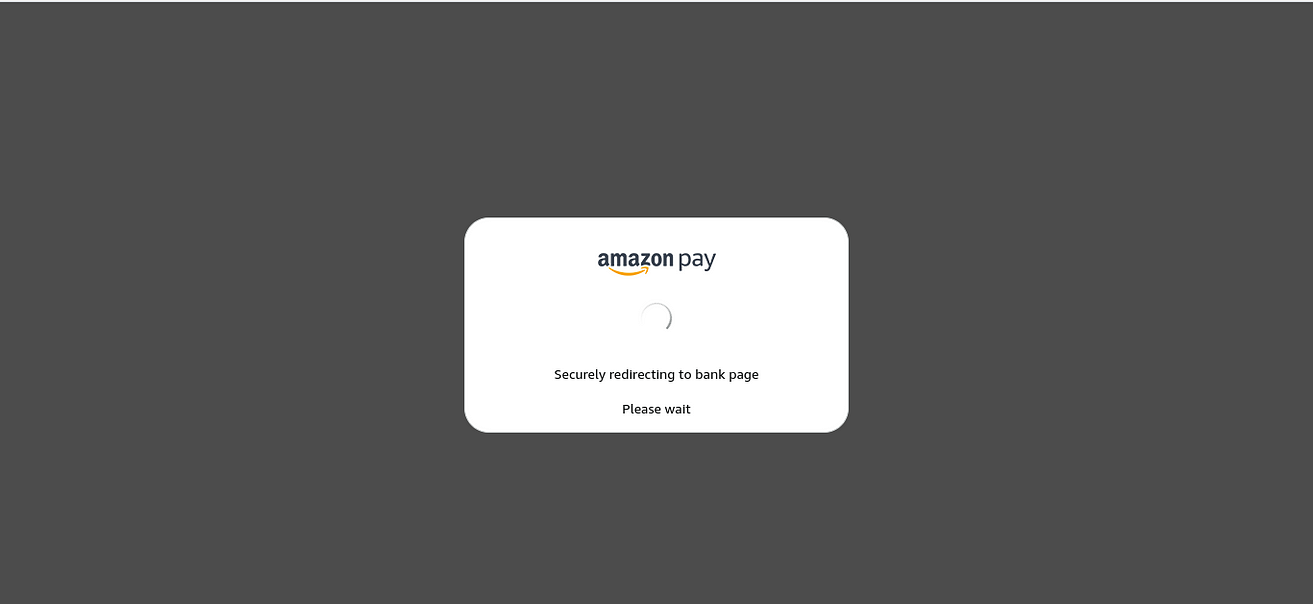 amazon pay
Securely redirecting to bank page
Please wait